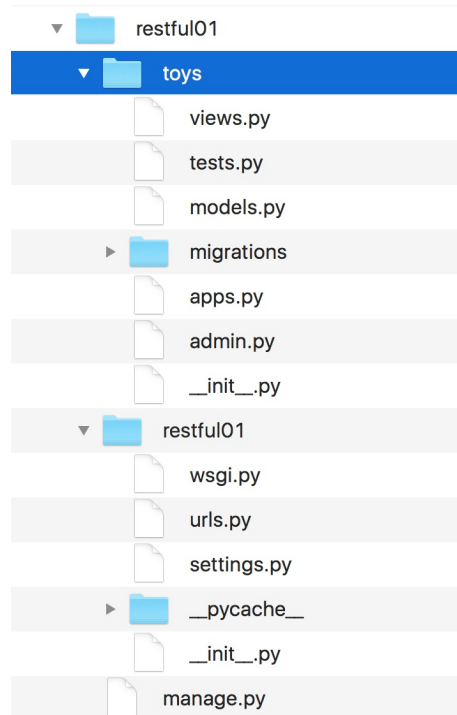 restful01
toys
views.py
tests.py
models.py
migrations
apps.py
admin.py
__init__.py
restful01
wsgi.py
urls.py
settings.py
__pycache__
__init__.py
manage.py